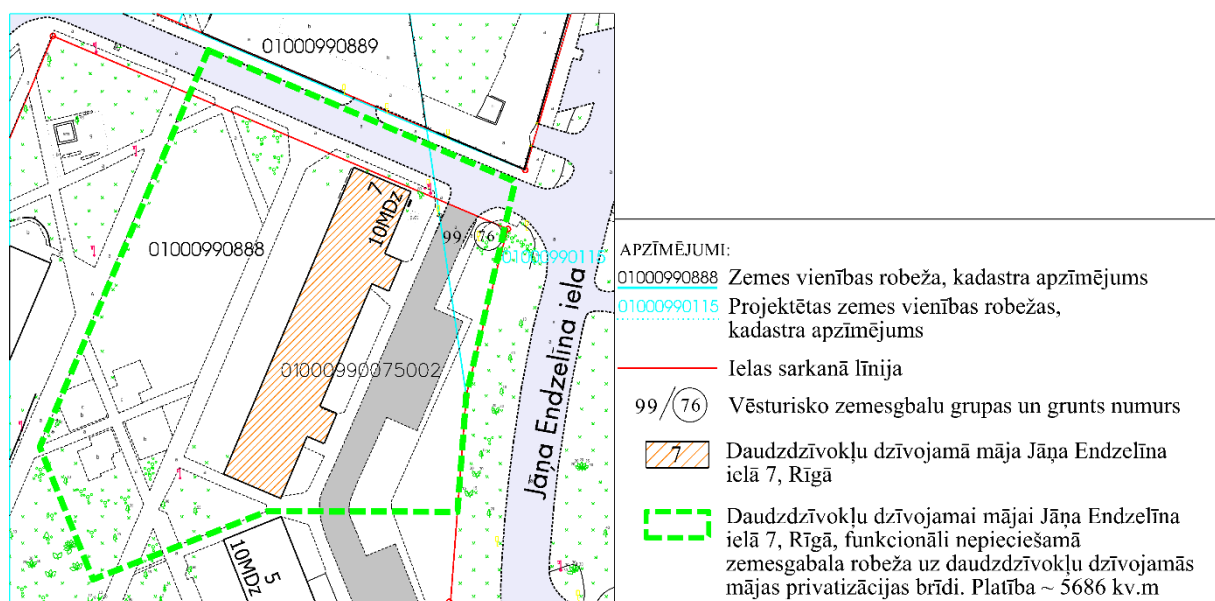 01000990889
7
10MDz
99/76
01000990888
01000990115
01000990075002
Jāņa Endzelīna iela
5
10MDz
APZĪMĒJUMI:
01000990888 Zemes vienības robeža, kadastra apzīmējums
01000990115 Projektētas zemes vienības robežas,
kadastra apzīmējums
Ielas sarkanā līnija
99/76 Vēsturisko zemesgbalu grupas un grunts numurs
7 Daudzdzīvokļu dzīvojamā māja Jāņa Endzelīna
ielā 7, Rīgā
Daudzdzīvokļu dzīvojamai mājai Jāņa Endzelīna
ielā 7, Rīgā, funkcionāli nepieciešamā
zemesgabala robeža uz daudzdzīvokļu dzīvojamās
mājas privatizācijas brīdi. Platība ~ 5686 kv.m